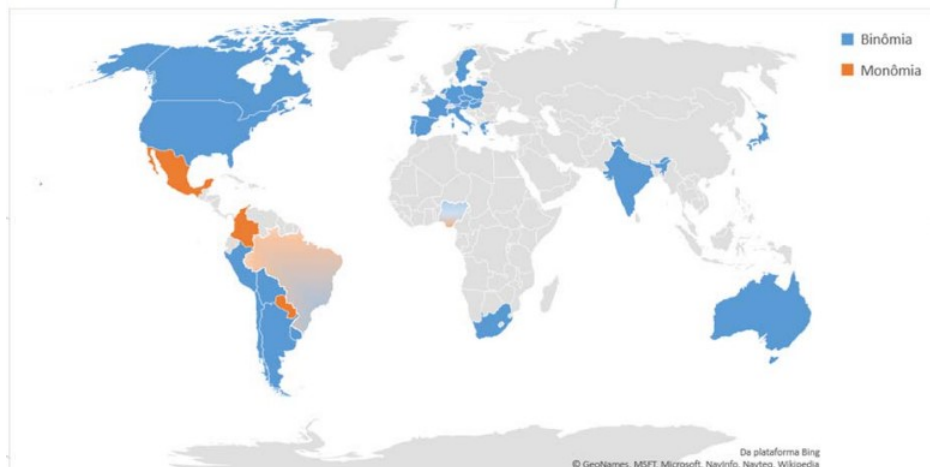 Binômia
Monômia
Da plataforma Bing
© GeoNames, MSFT, Microsoft, NavInfo, Navteq, Wikipedia